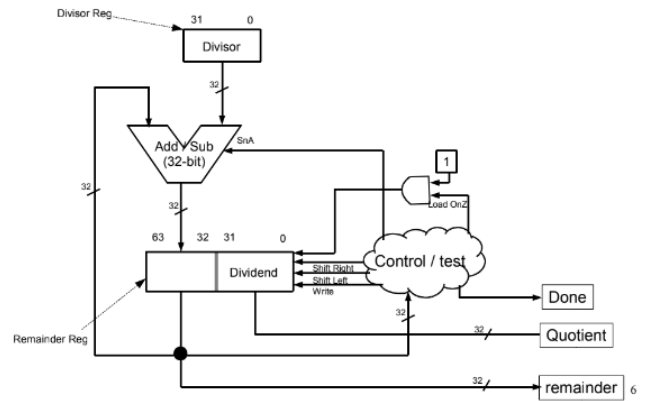 Divisor Reg
31 0
Divisor
32
Add / Sub
(32-bit)
SnA
1
Load OnZ
32
32
63 32 31 0
Dividend
Control / test
Shift Right
Shift Left
Write
Done
32
32
Quotient
Remainder Reg
32
remainder
6